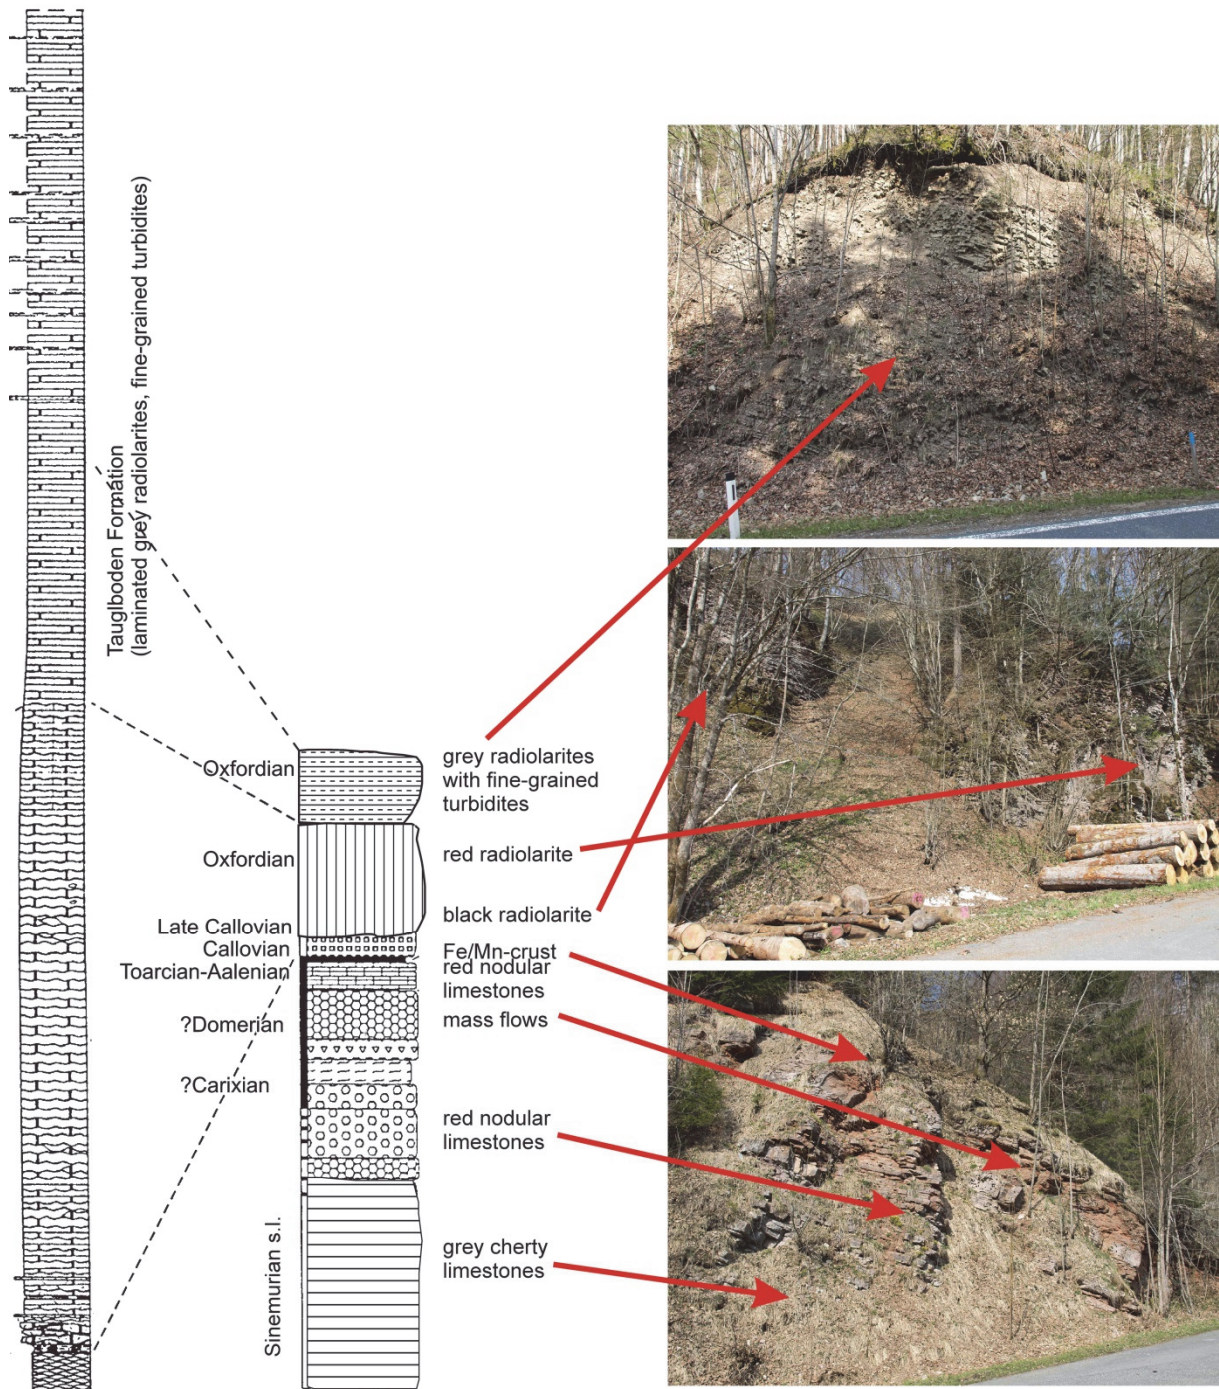 Tauglboden Formation
(laminated grey radiolarites, fine-grained turbidites)
Oxfordian
grey radiolarites
with fine-grained
turbidites
Oxfordian
red radiolarite
Late Callovian
black radiolarite
Callovian
Fe/Mn-crust
Toarcian-Aalenian
red nodular
limestones
?Domerian
mass flows
?Carixian
red nodular
limestones
Sinemurian s.l.
grey cherty
limestones